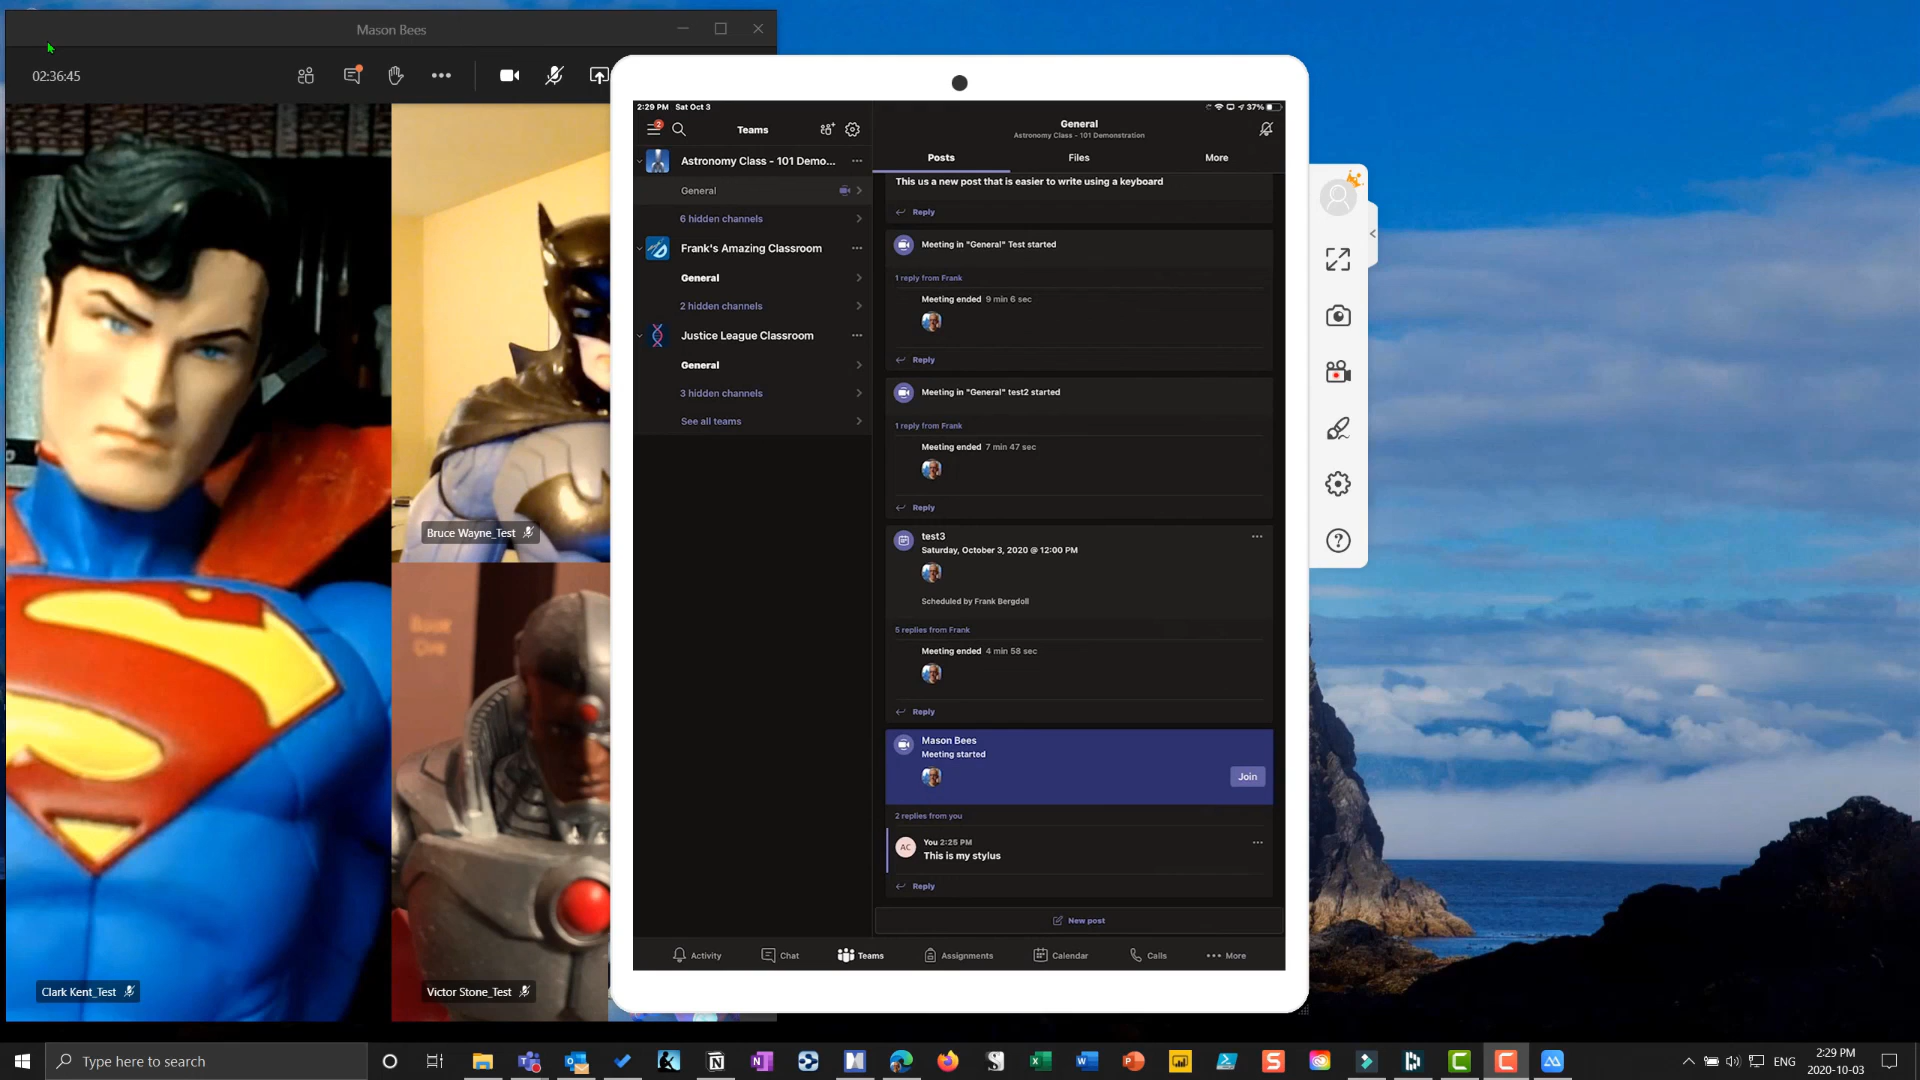 Mason Bees
02:36:45
Bruce Wayne_Test
Clark Kent_Test
Victor Stone_Test
2:29 PM Sat Oct 3
37%
2
Teams
Astronomy Class - 101 Demo...
General
6 hidden channels
Frank's Amazing Classroom
General
2 hidden channels
Justice League Classroom
General
3 hidden channels
See all teams
General
Astronomy Class - 101 Demonstration
Posts Files More
This us a new post that is easier to write using a keyboard
Reply
Meeting in "General" Test started
1 reply from Frank
Meeting ended 9 min 6 sec
Reply
Meeting in "General" test2 started
1 reply from Frank
Meeting ended 7 min 47 sec
Reply
test3
Saturday, October 3, 2020 @ 12:00 PM
Scheduled by Frank Bergdoll
5 replies from Frank
Meeting ended 4 min 58 sec
Reply
Mason Bees
Meeting started
Join
2 replies from you
AC
You 2:25 PM
This is my stylus
Reply
New post
Activity Chat Teams Assignments Calendar Calls More
Type here to search
ENG
2:29 PM
2020-10-03